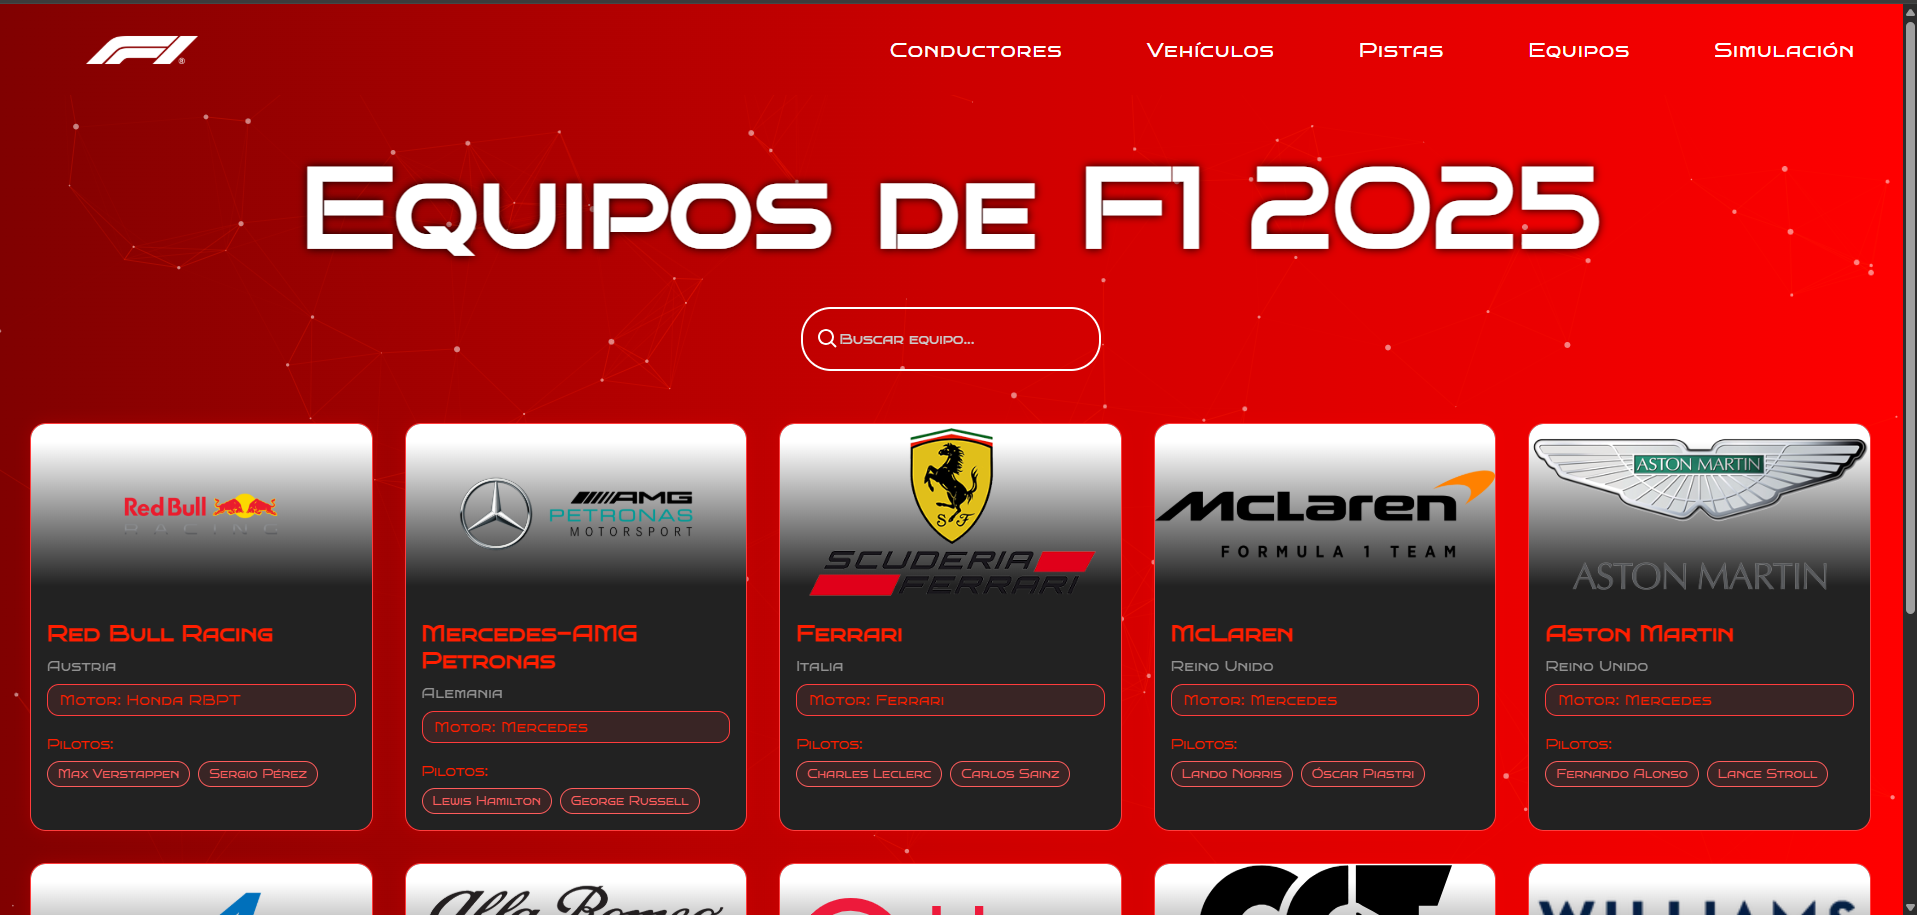 F1®
Conductores Vehículos Pistas Equipos Simulación
Equipos de F1 2025
Buscar equipo...
Red Bull
RACING
AMG
PETRONAS
MOTORSPORT
S F
SCUDERIA
FERRARI
McLaren
FORMULA 1 TEAM
ASTON MARTIN
ASTON MARTIN
Red Bull Racing
Austria
Motor: Honda RBPT
Pilotos:
Max Verstappen Sergio Pérez
Mercedes-AMG
Petronas
Alemania
Motor: Mercedes
Pilotos:
Lewis Hamilton George Russell
Ferrari
Italia
Motor: Ferrari
Pilotos:
Charles Leclerc Carlos Sainz
McLaren
Reino Unido
Motor: Mercedes
Pilotos:
Lando Norris Óscar Piastri
Aston Martin
Reino Unido
Motor: Mercedes
Pilotos:
Fernando Alonso Lance Stroll
Alfa Romeo
WILLIAMS